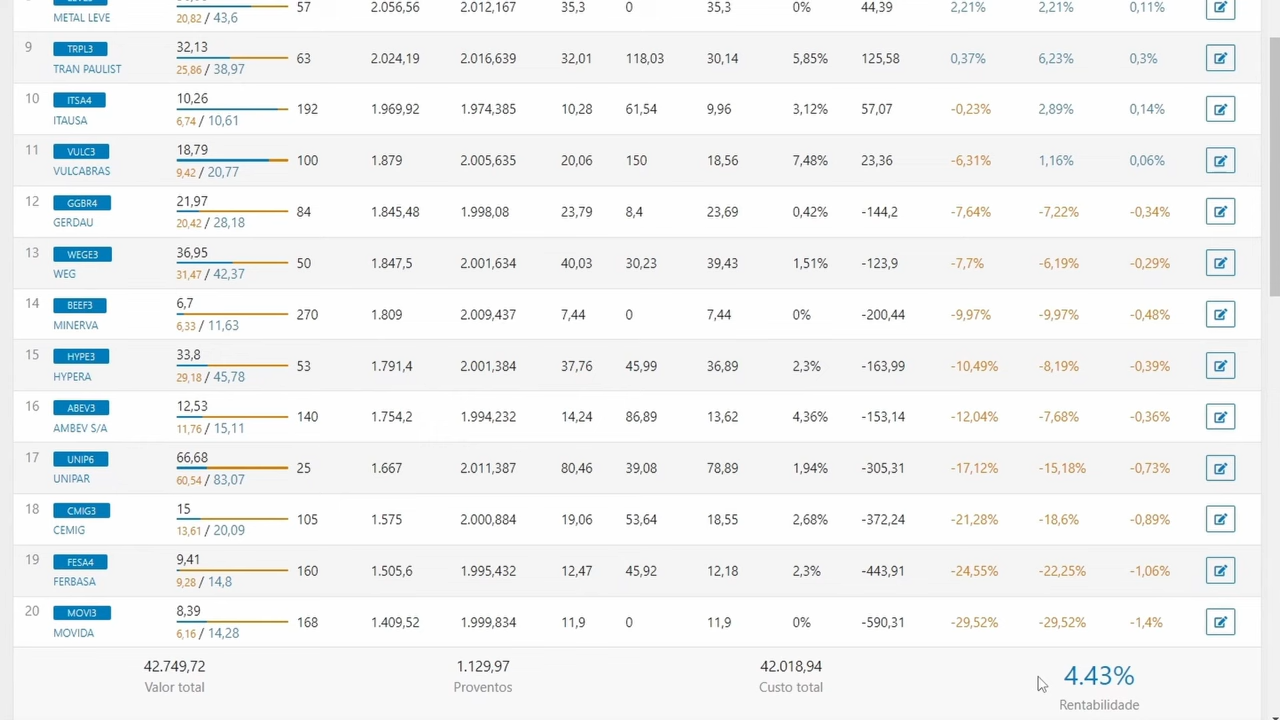 METAL LEVE 20,82 / 43,6 57 2.056,56 2.012,167 35,3 0 35,3 0% 44,39 2,21% 2,21% 0,11%
9 TRPL3 32,13 63 2.024,19 2.016,639 32,01 118,03 30,14 5,85% 125,58 0,37% 6,23% 0,3%
TRAN PAULIST 25,86 / 38,97
10 ITSA4 10,26 192 1.969,92 1.974,385 10,28 61,54 9,96 3,12% 57,07 -0,23% 2,89% 0,14%
ITAUSA 6,74 / 10,61
11 VULC3 18,79 100 1.879 2.005,635 20,06 150 18,56 7,48% 23,36 -6,31% 1,16% 0,06%
VULCABRAS 9,42 / 20,77
12 GGBR4 21,97 84 1.845,48 1.998,08 23,79 8,4 23,69 0,42% -144,2 -7,64% -7,22% -0,34%
GERDAU 20,42 / 28,18
13 WEGE3 36,95 50 1.847,5 2.001,634 40,03 30,23 39,43 1,51% -123,9 -7,7% -6,19% -0,29%
WEG 31,47 / 42,37
14 BEEF3 6,7 270 1.809 2.009,437 7,44 0 7,44 0% -200,44 -9,97% -9,97% -0,48%
MINERVA 6,33 / 11,63
15 HYPE3 33,8 53 1.791,4 2.001,384 37,76 45,99 36,89 2,3% -163,99 -10,49% -8,19% -0,39%
HYPERA 29,18 / 45,78
16 ABEV3 12,53 140 1.754,2 1.994,232 14,24 86,89 13,62 4,36% -153,14 -12,04% -7,68% -0,36%
AMBEV S/A 11,76 / 15,11
17 UNIP6 66,68 25 1.667 2.011,387 80,46 39,08 78,89 1,94% -305,31 -17,12% -15,18% -0,73%
UNIPAR 60,54 / 83,07
18 CMIG3 15 105 1.575 2.000,884 19,06 53,64 18,55 2,68% -372,24 -21,28% -18,6% -0,89%
CEMIG 13,61 / 20,09
19 FESA4 9,41 160 1.505,6 1.995,432 12,47 45,92 12,18 2,3% -443,91 -24,55% -22,25% -1,06%
FERBASA 9,28 / 14,8
20 MOVI3 8,39 168 1.409,52 1.999,834 11,9 0 11,9 0% -590,31 -29,52% -29,52% -1,4%
MOVIDA 6,16 / 14,28
42.749,72 1.129,97 42.018,94 4.43%
Valor total Proventos Custo total Rentabilidade